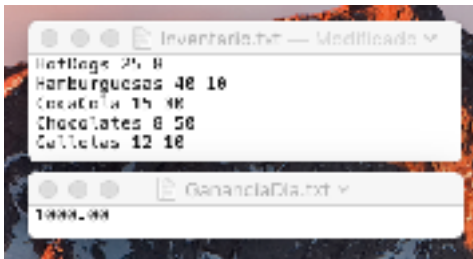 Inventario.txt — Modificado
HotDogs 25 8
Hamburguesas 40 10
CocaCola 15 30
Chocolates 8 50
Galletas 12 10
GananciaDia.txt
1000.00